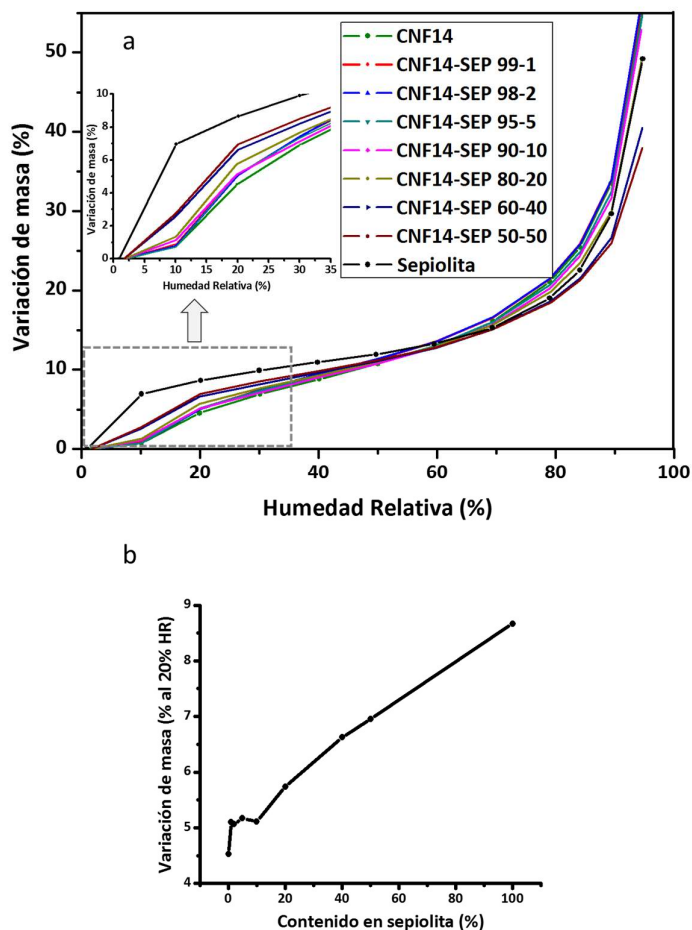 a
CNF14
CNF14-SEP 99-1
CNF14-SEP 98-2
CNF14-SEP 95-5
CNF14-SEP 90-10
CNF14-SEP 80-20
CNF14-SEP 60-40
CNF14-SEP 50-50
Sepiolita
Variación de masa (%)
50
40
30
20
10
0
0 20 40 60 80 100
Humedad Relativa (%)
Variación de masa (%)
10
8
6
4
2
0
0 5 10 15 20 25 30 35
Humedad Relativa (%)
b
Variación de masa (% al 20% HR)
9
8
7
6
5
4
0 20 40 60 80 100
Contenido en sepiolita (%)